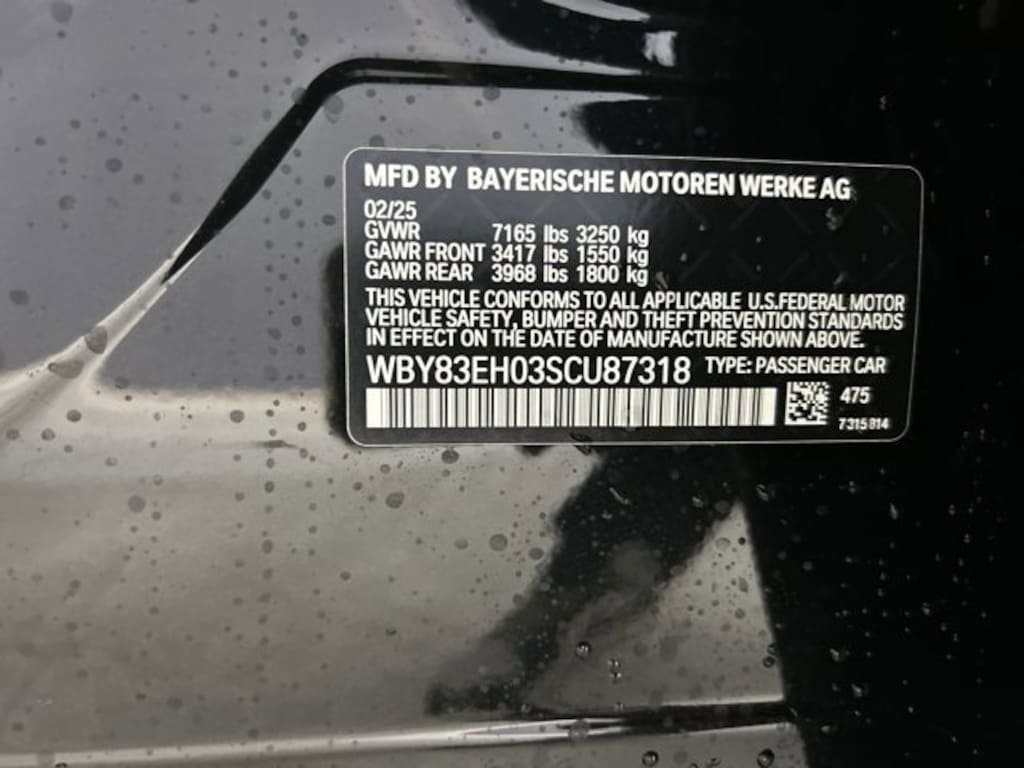 MFD BY BAYERISCHE MOTOREN WERKE AG
02/25
GVWR 7165 lbs 3250 kg
GAWR FRONT 3417 lbs 1550 kg
GAWR REAR 3968 lbs 1800 kg
THIS VEHICLE CONFORMS TO ALL APPLICABLE U.S.FEDERAL MOTOR
VEHICLE SAFETY, BUMPER AND THEFT PREVENTION STANDARDS
IN EFFECT ON THE DATE OF MANUFACTURE SHOWN ABOVE.
WBY83EH03SCU87318 TYPE: PASSENGER CAR
475
7315814